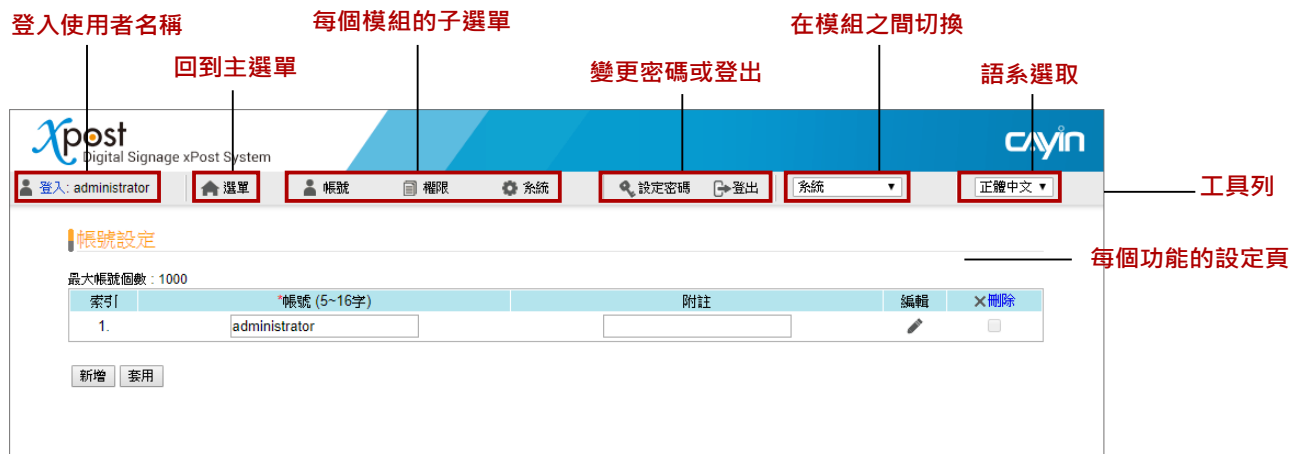 登入使用者名稱
每個模組的子選單
在模組之間切換
回到主選單
變更密碼或登出
語系選取
xpost
Digital Signage xPost System
CAYIN
登入: administrator
選單
帳號
權限
系統
設定密碼
登出
系統
正體中文
工具列
帳號設定
每個功能的設定頁
最大帳號個數 : 1000
索引 *帳號 (5~16字) 附註 編輯 刪除
1. administrator
新增 套用